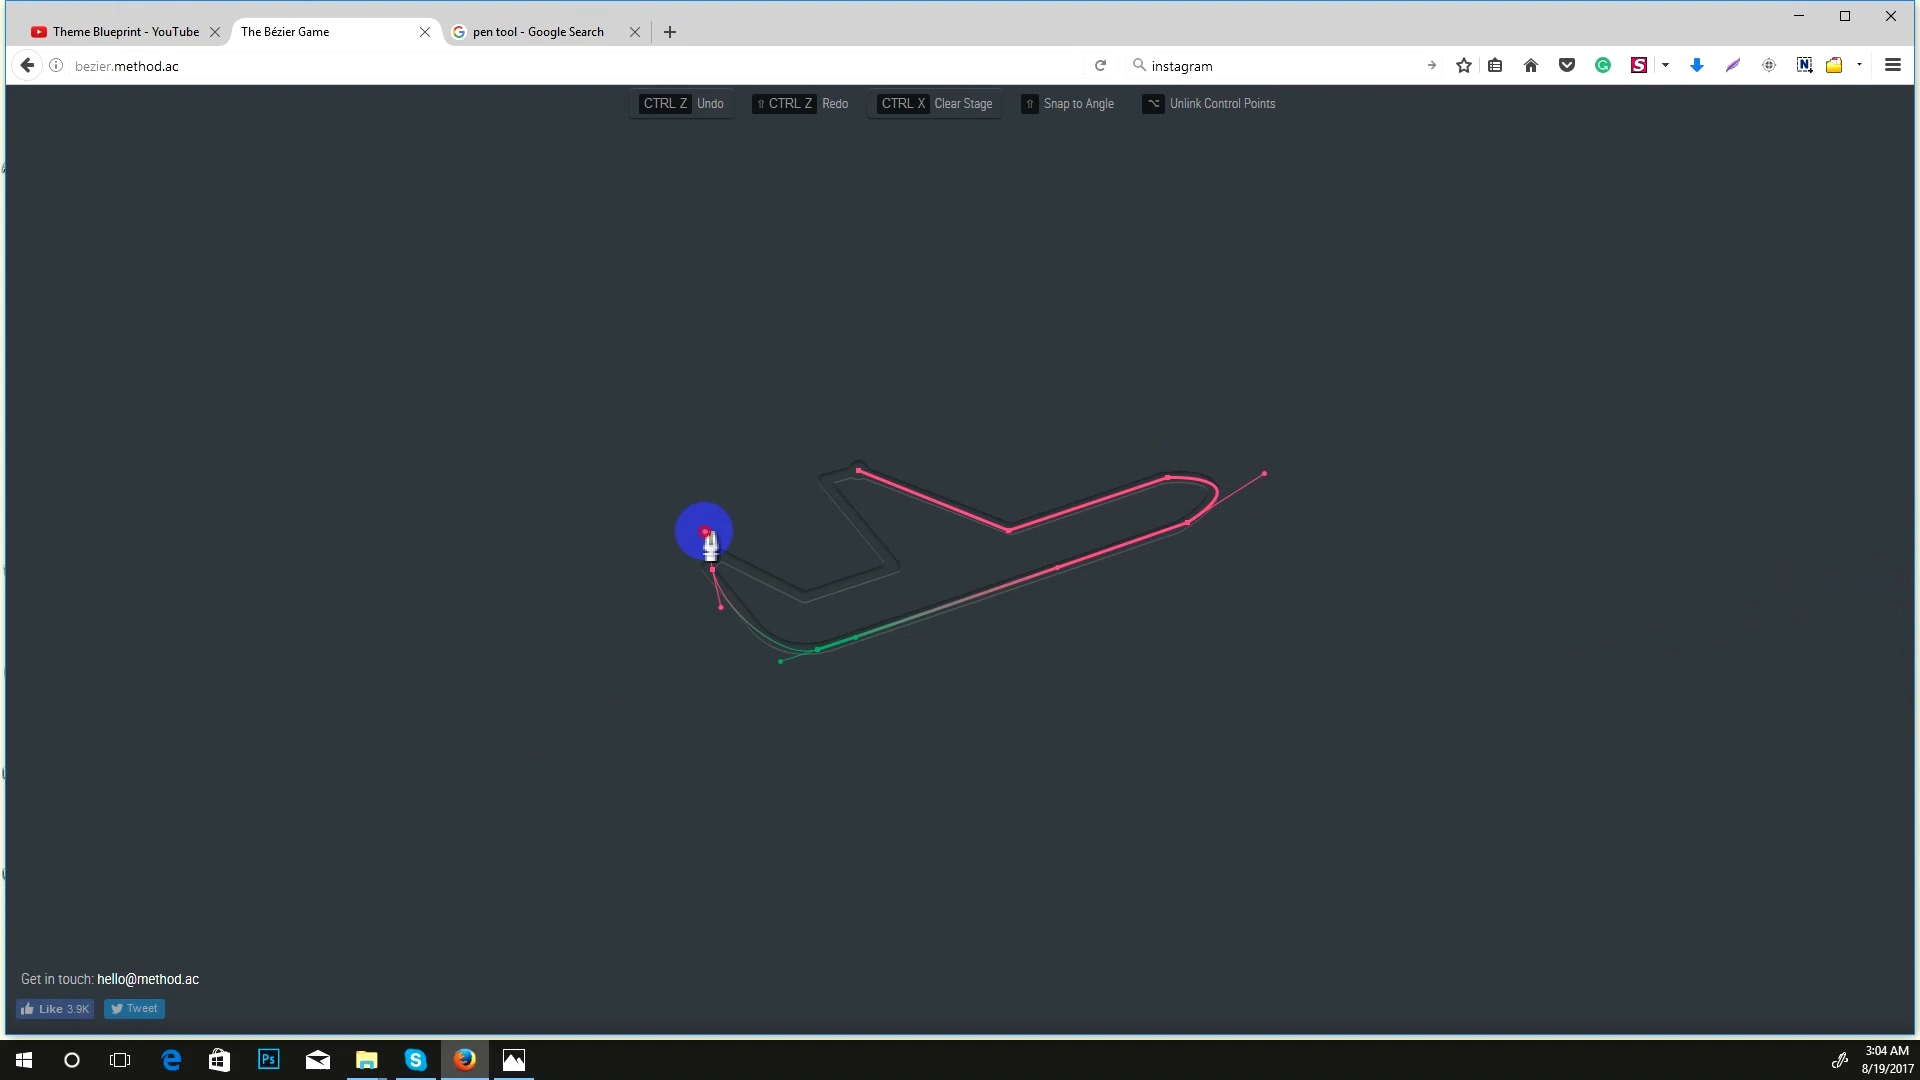 Theme Blueprint - YouTube
The Bézier Game
pen tool - Google Search
bezier.method.ac
instagram
CTRL Z Undo
⇧ CTRL Z Redo
CTRL X Clear Stage
⇧ Snap to Angle
⌥ Unlink Control Points
Get in touch: hello@method.ac
Like 3.9K
Tweet
Ps
3:04 AM
8/19/2017